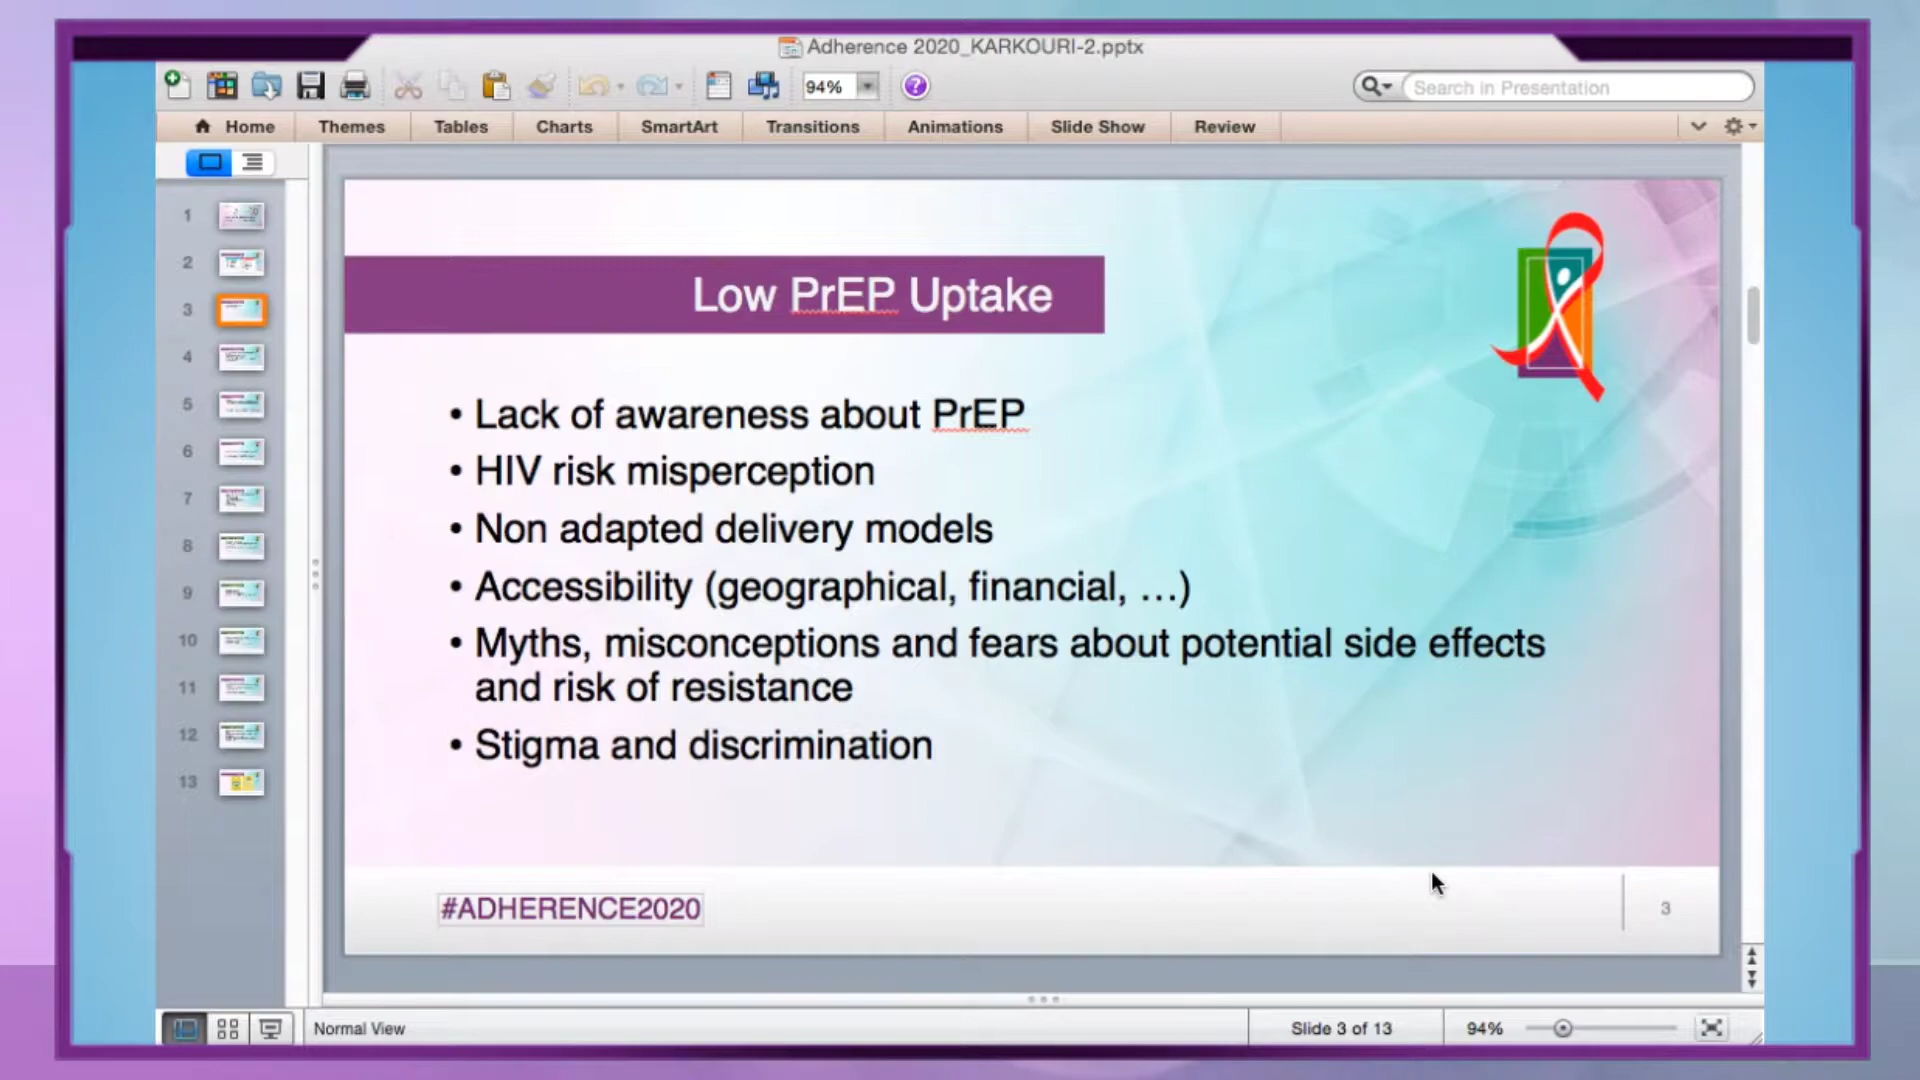 Adherence 2020_KARKOURI-2.pptx
94%
Search in Presentation
Home Themes Tables Charts SmartArt Transitions Animations Slide Show Review
1
2
3
4
5
6
7
8
9
10
11
12
13
Low PrEP Uptake
• Lack of awareness about PrEP
• HIV risk misperception
• Non adapted delivery models
• Accessibility (geographical, financial, …)
• Myths, misconceptions and fears about potential side effects
and risk of resistance
• Stigma and discrimination
#ADHERENCE2020
3
Normal View
Slide 3 of 13
94%